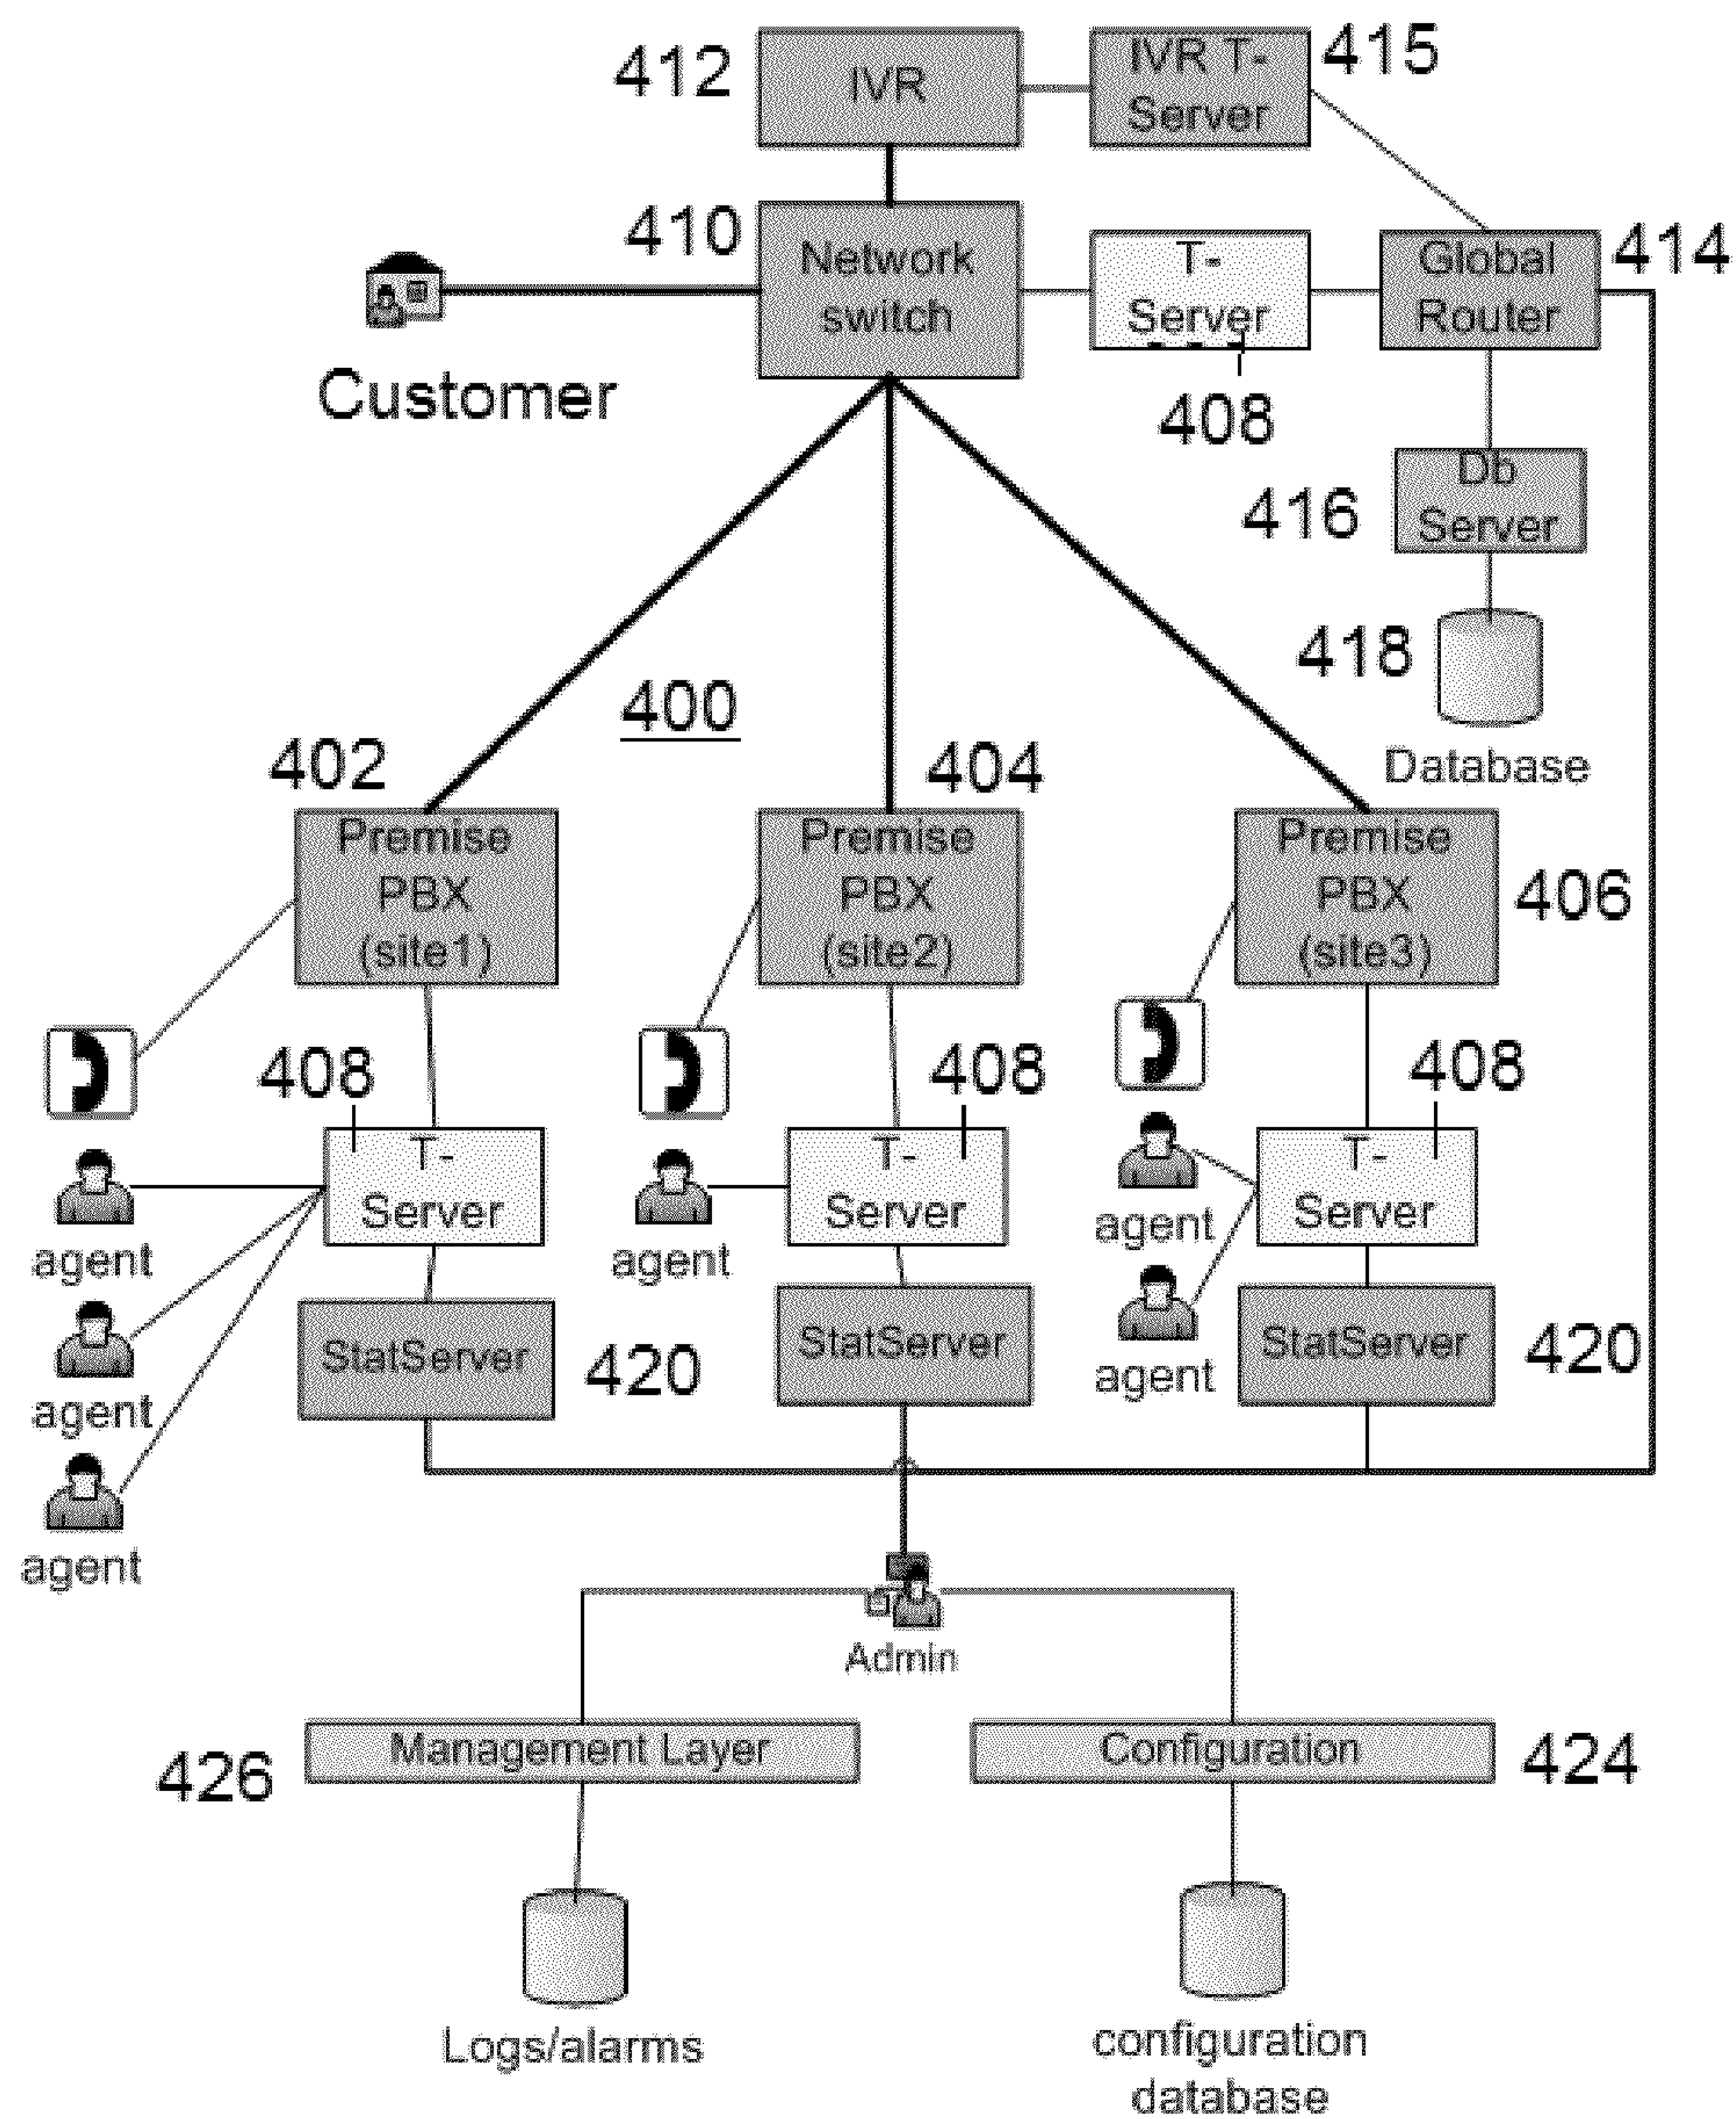 412
IVR
IVR T-
Server
415
410
Network
switch
T-
Server
408
Global
Router
414
Customer
Db
Server
416
418
Database
400
402
Premise
PBX
(site1)
404
Premise
PBX
(site2)
Premise
PBX
(site3)
406
408
T-
Server
408
T-
Server
408
T-
Server
agent
agent
agent
agent
agent
agent
StatServer
420
StatServer
StatServer
420
Admin
426
Management Layer
Configuration
424
Logs/alarms
configuration
database